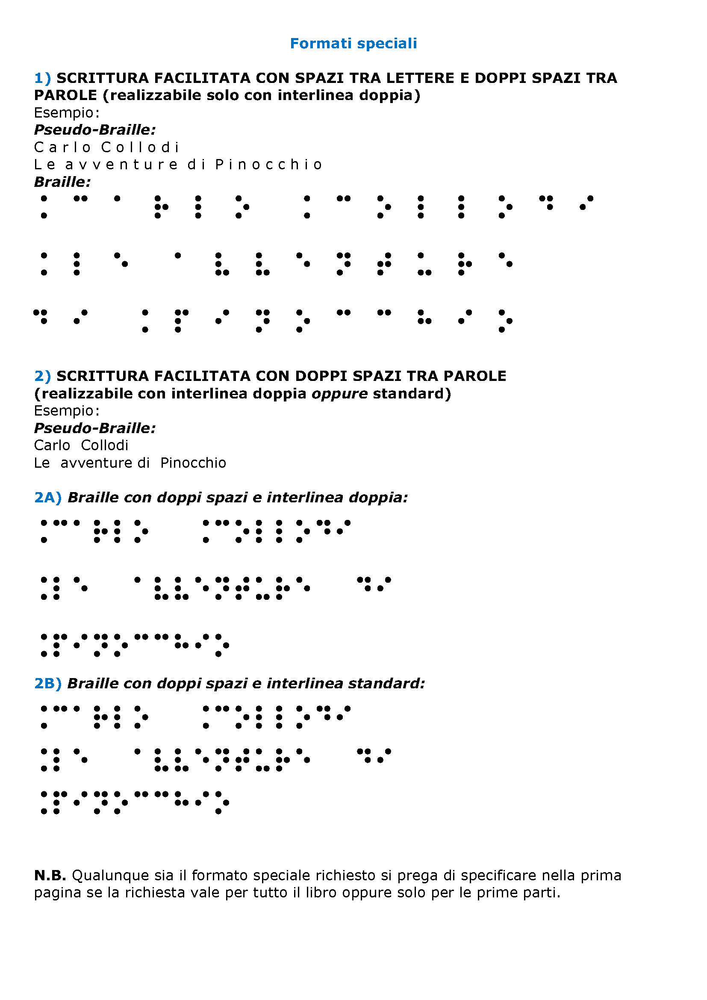 Formati speciali
1) SCRITTURA FACILITATA CON SPAZI TRA LETTERE E DOPPI SPAZI TRA
PAROLE (realizzabile solo con interlinea doppia)
Esempio:
Pseudo-Braille:
C a r l o  C o l l o d i
L e  a v v e n t u r e  d i  P i n o c c h i o
Braille:
⠨ ⠉ ⠁ ⠗ ⠇ ⠕  ⠨ ⠉ ⠕ ⠇ ⠇ ⠕ ⠙ ⠊
⠨ ⠇ ⠑  ⠁ ⠧ ⠧ ⠑ ⠝ ⠞ ⠥ ⠗ ⠑
⠙ ⠊  ⠨ ⠏ ⠊ ⠝ ⠕ ⠉ ⠉ ⠓ ⠊ ⠕
2) SCRITTURA FACILITATA CON DOPPI SPAZI TRA PAROLE
(realizzabile con interlinea doppia oppure standard)
Esempio:
Pseudo-Braille:
Carlo  Collodi
Le  avventure di  Pinocchio
2A) Braille con doppi spazi e interlinea doppia:
⠨⠉⠁⠗⠇⠕  ⠨⠉⠕⠇⠇⠕⠙⠊
⠨⠇⠑  ⠁⠧⠧⠑⠝⠞⠥⠗⠑  ⠙⠊
⠨⠏⠊⠝⠕⠉⠉⠓⠊⠕
2B) Braille con doppi spazi e interlinea standard:
⠨⠉⠁⠗⠇⠕  ⠨⠉⠕⠇⠇⠕⠙⠊
⠨⠇⠑  ⠁⠧⠧⠑⠝⠞⠥⠗⠑  ⠙⠊
⠨⠏⠊⠝⠕⠉⠉⠓⠊⠕
N.B. Qualunque sia il formato speciale richiesto si prega di specificare nella prima
pagina se la richiesta vale per tutto il libro oppure solo per le prime parti.